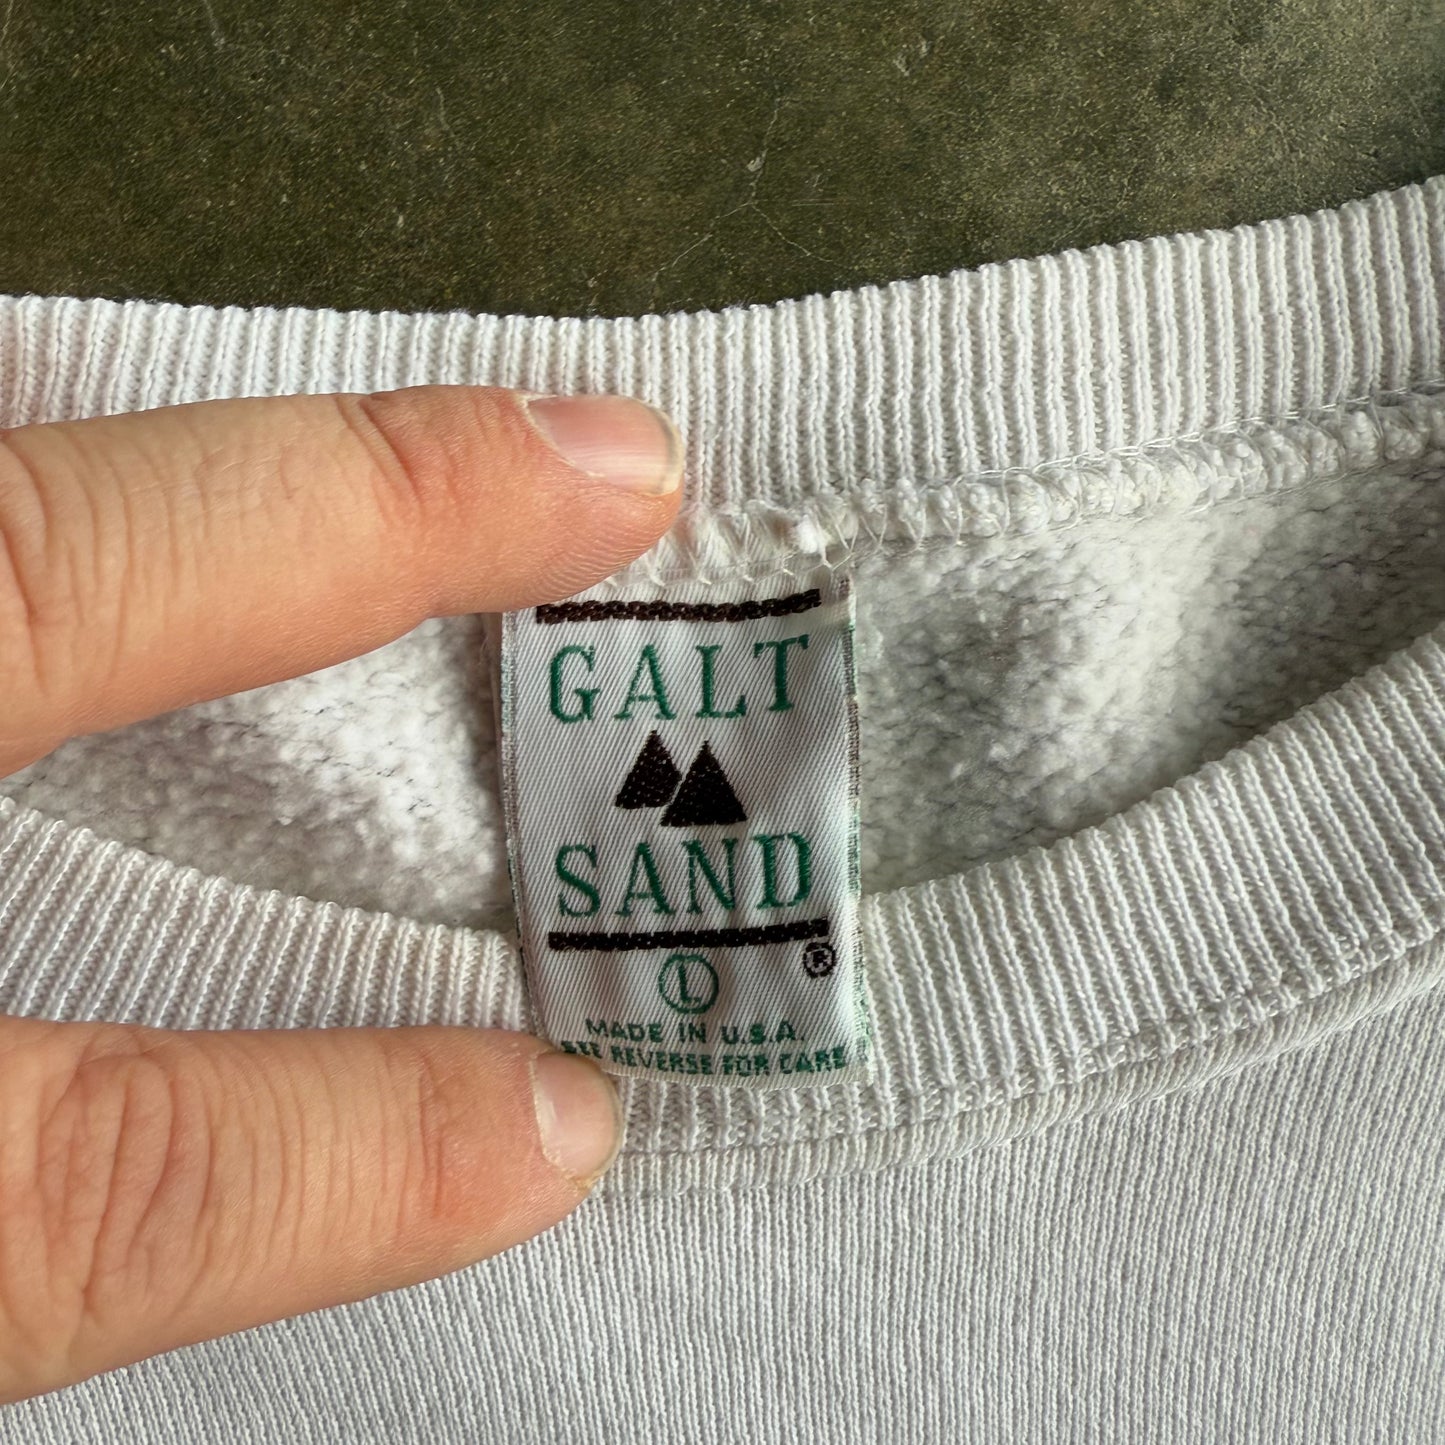 GALT
SAND
®
L
MADE IN U.S.A.
SEE REVERSE FOR CARE